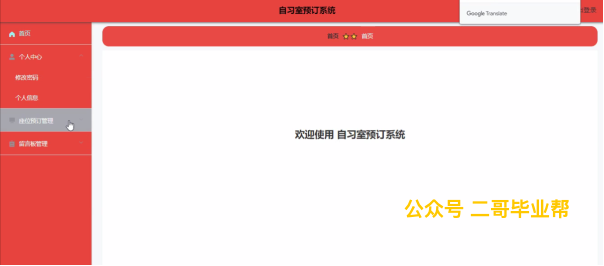 自习室预订系统
Google Translate
登录
首页
首页 首页
个人中心
修改密码
个人信息
座位预订管理
留言板管理
欢迎使用 自习室预订系统
公众号 二哥毕业帮